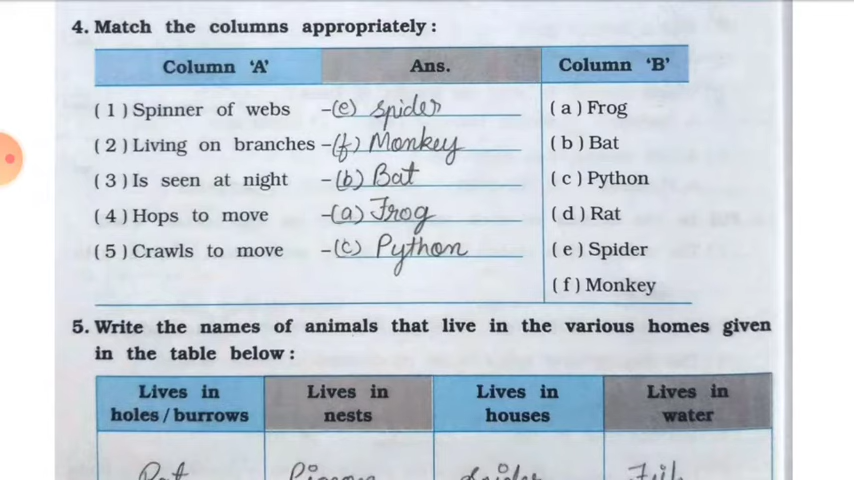 4. Match the columns appropriately :
Column 'A' Ans. Column 'B'
( 1 ) Spinner of webs -(e) Spider ( a ) Frog
( 2 ) Living on branches -(f) Monkey ( b ) Bat
( 3 ) Is seen at night -(b) Bat ( c ) Python
( 4 ) Hops to move -(a) Frog ( d ) Rat
( 5 ) Crawls to move -(c) Python ( e ) Spider
( f ) Monkey
5. Write the names of animals that live in the various homes given
in the table below :
Lives in Lives in Lives in Lives in
holes / burrows nests houses water
Rat Spider